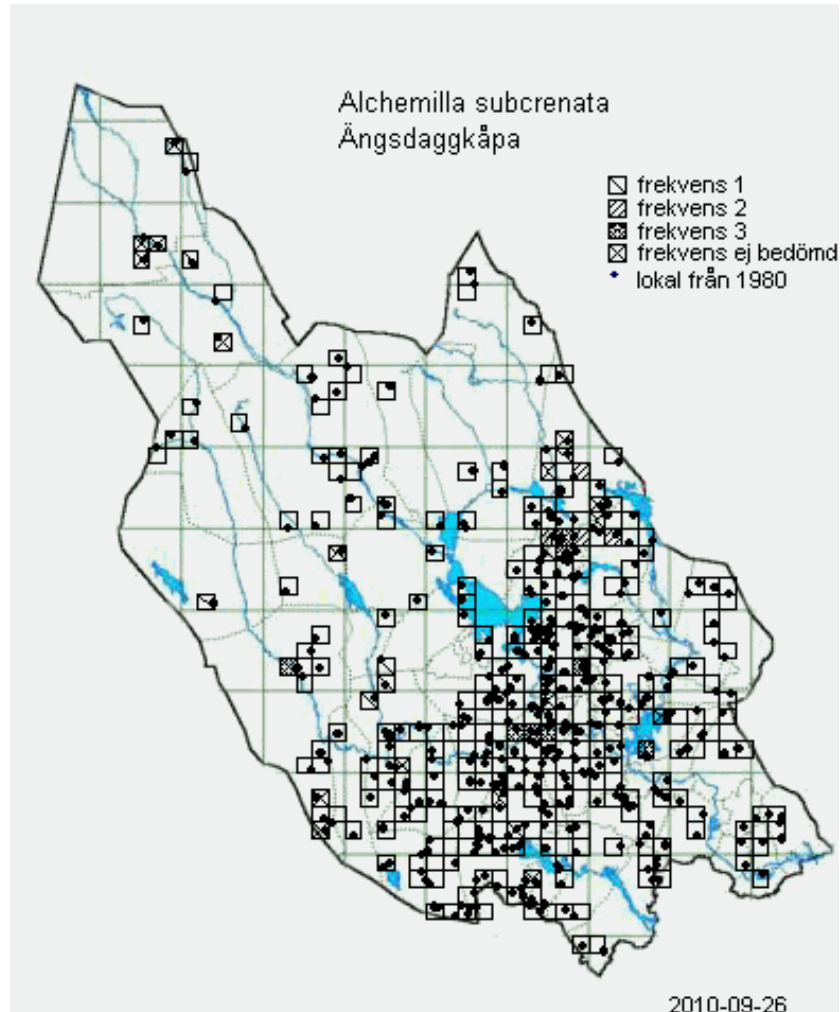 Alchemilla subcrenata
Ängsdaggkåpa
frekvens 1
frekvens 2
frekvens 3
frekvens ej bedömd
lokal från 1980
2010-09-26